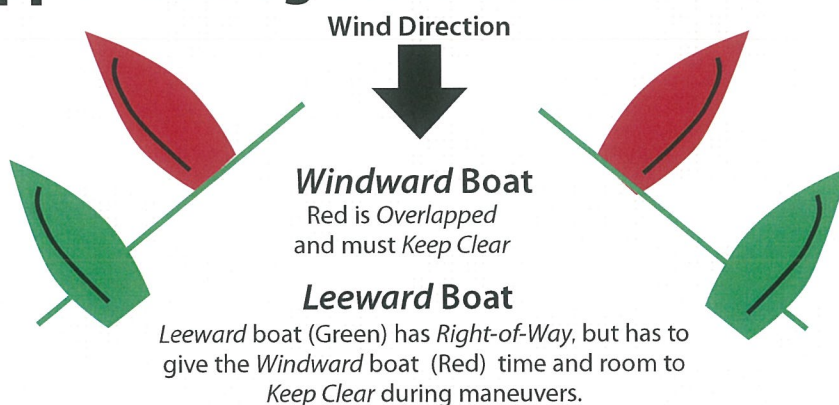 Wind Direction
Windward Boat
Red is Overlapped
and must Keep Clear
Leeward Boat
Leeward boat (Green) has Right-of-Way, but has to
give the Windward boat (Red) time and room to
Keep Clear during maneuvers.